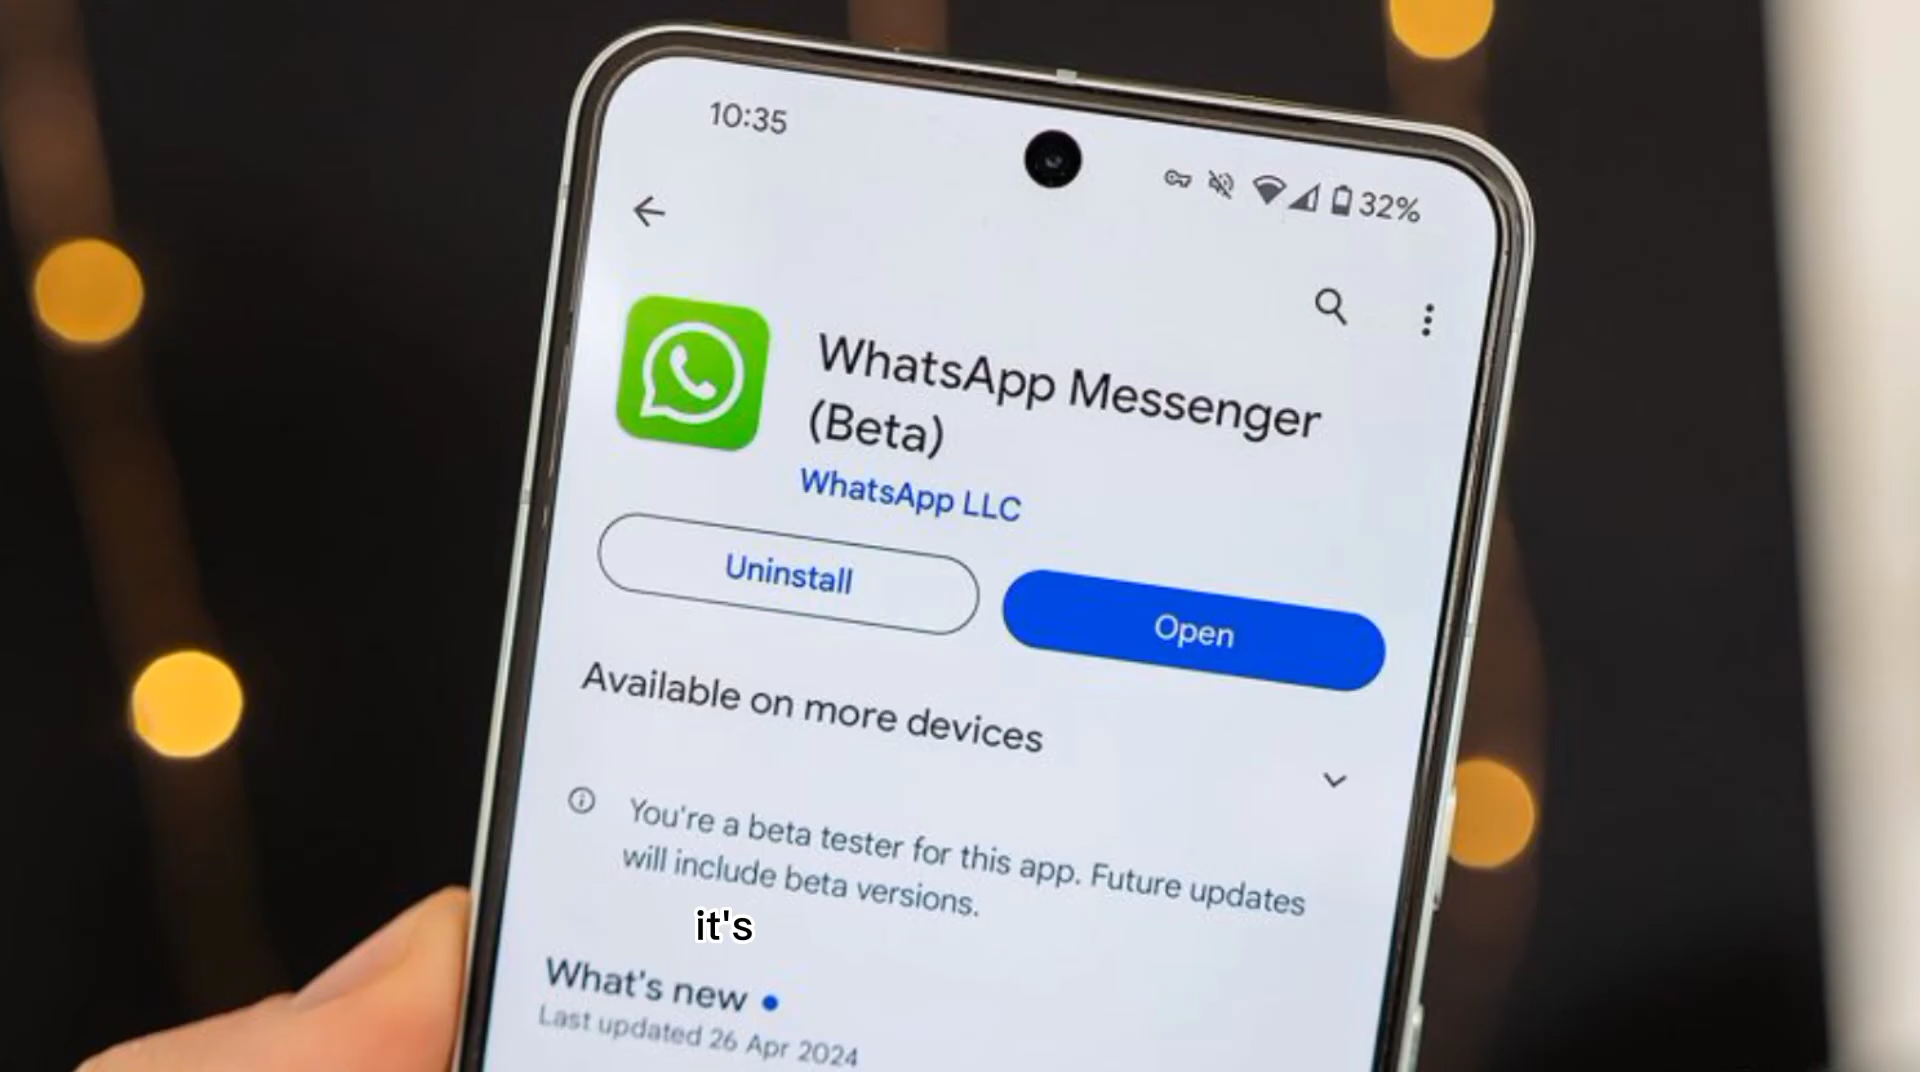 10:35
32%
WhatsApp Messenger
(Beta)
WhatsApp LLC
Uninstall
Open
Available on more devices
You're a beta tester for this app. Future updates
will include beta versions.
it's
What's new
Last updated 26 Apr 2024